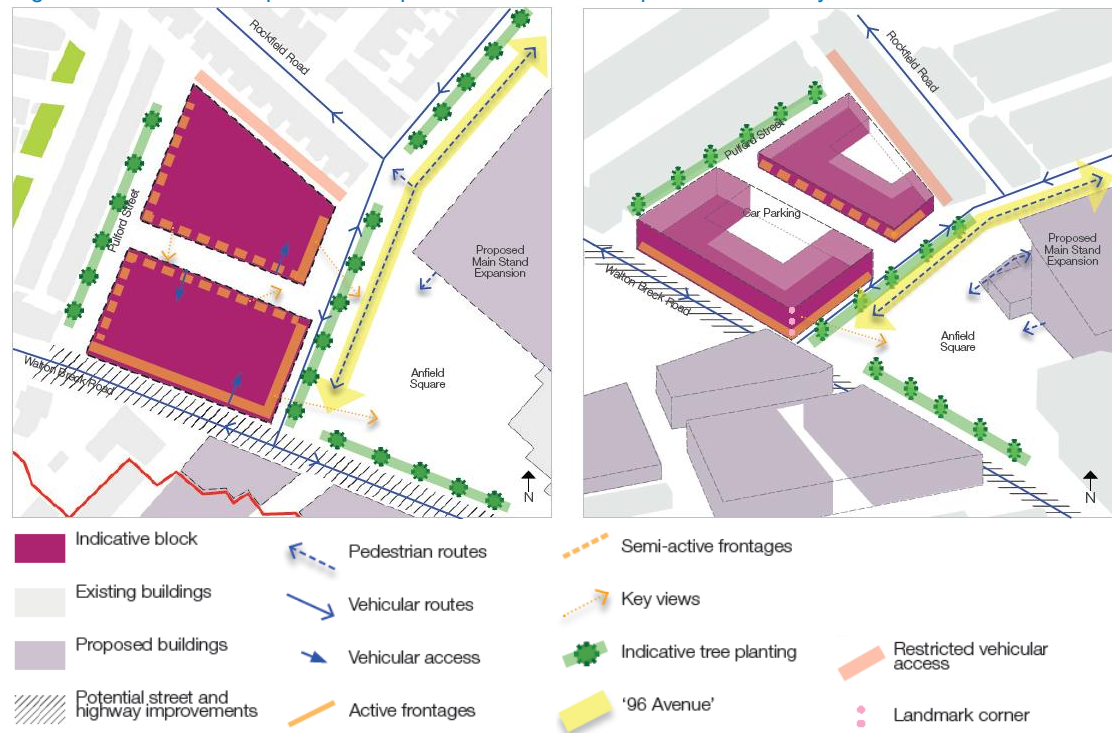 Rockfield Road
Pulford Street
Proposed
Main Stand
Expansion
Anfield
Square
Walton Breck Road
N
Rockfield Road
Pulford Street
Car Parking
Proposed
Main Stand
Expansion
Walton Breck Road
Anfield
Square
N
Indicative block
Existing buildings
Proposed buildings
Potential street and
highway improvements
Pedestrian routes
Vehicular routes
Vehicular access
Active frontages
Semi-active frontages
Key views
Indicative tree planting
‘96 Avenue’
Restricted vehicular
access
Landmark corner